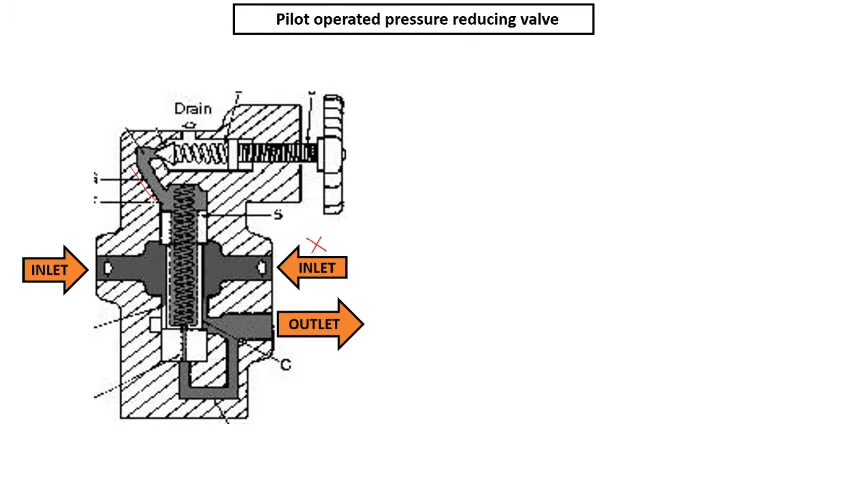 Pilot operated pressure reducing valve
Drain
S
INLET
INLET
OUTLET
C